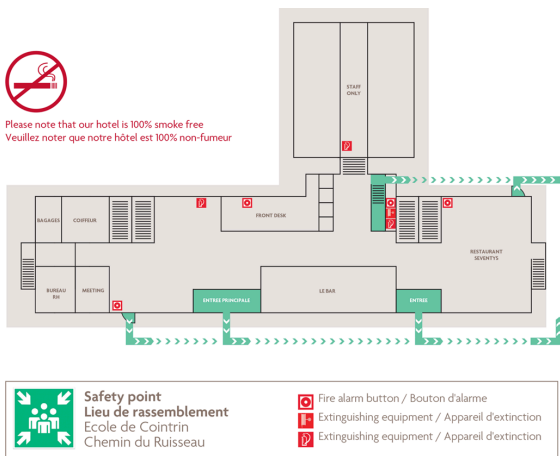 STAFF
ONLY
Please note that our hotel is 100% smoke free
Veuillez noter que notre hôtel est 100% non-fumeur
BAGAGES
COIFFEUR
FRONT DESK
RESTAURANT
SEVENTYS
BUREAU
RH
MEETING
ENTREE PRINCIPALE
LE BAR
ENTREE
Safety point
Lieu de rassemblement
Ecole de Cointrin
Chemin du Ruisseau
Fire alarm button / Bouton d'alarme
Extinguishing equipment / Appareil d'extinction
Extinguishing equipment / Appareil d'extinction